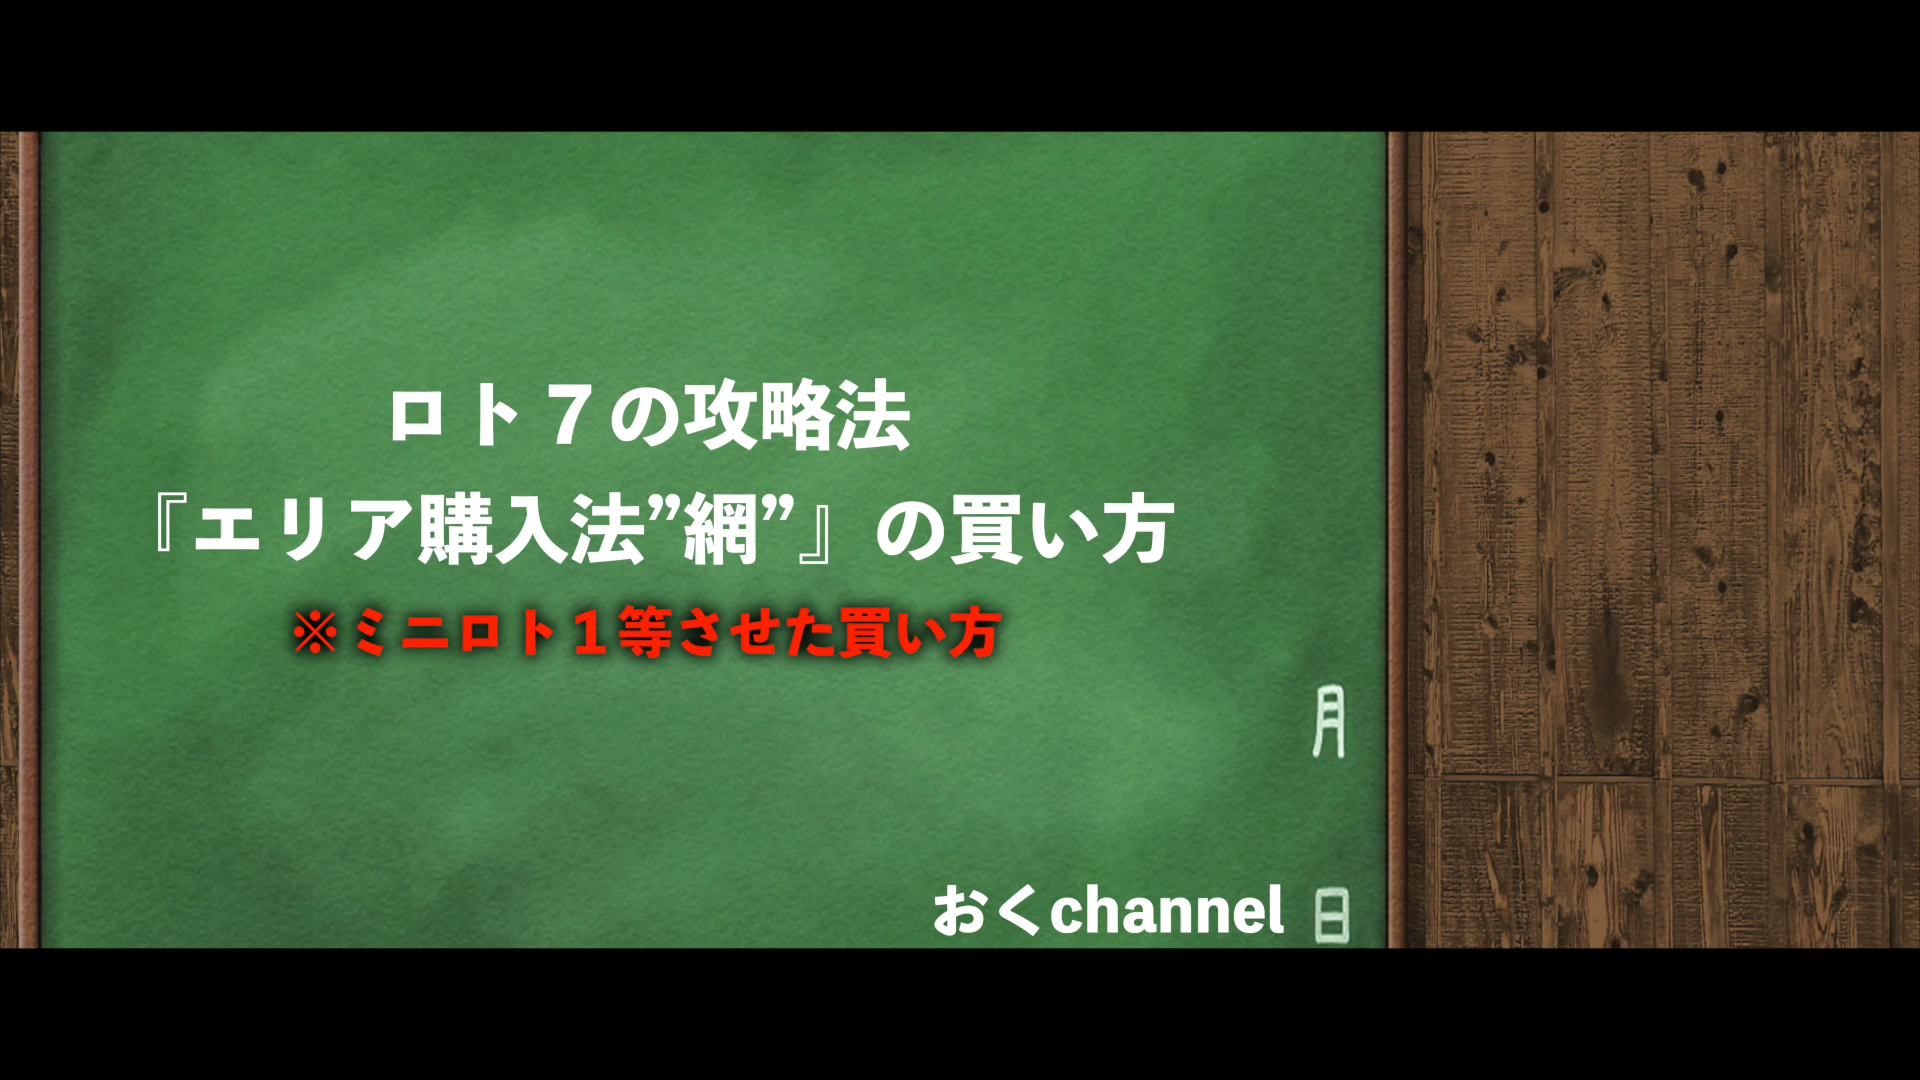 ロト７の攻略法
『エリア購入法”網”』の買い方
※ミニロト１等させた買い方
月
おくchannel 日